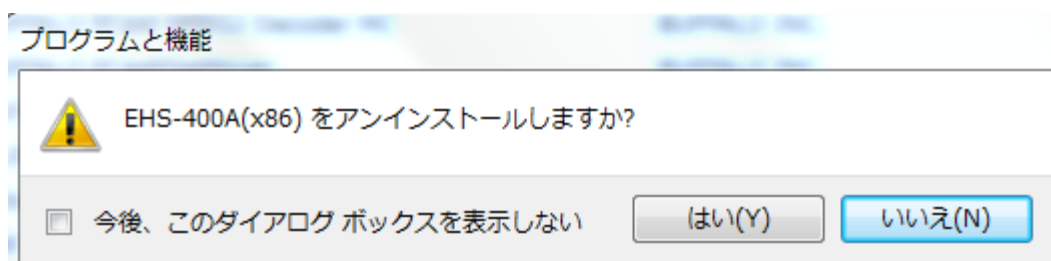 プログラムと機能
EHS-400A(x86) をアンインストールしますか?
今後、このダイアログ ボックスを表示しない
はい(Y)
いいえ(N)